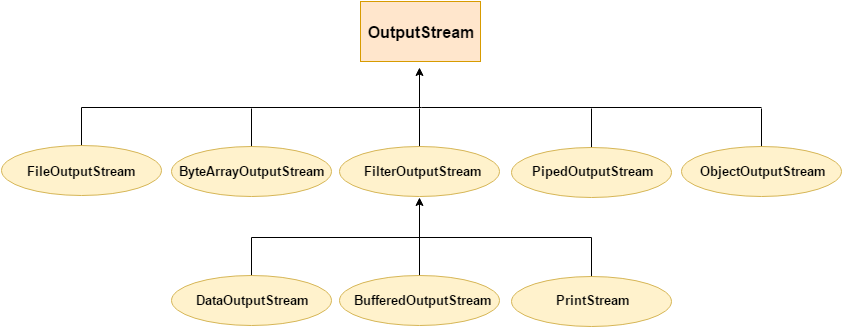 OutputStream
FileOutputStream
ByteArrayOutputStream
FilterOutputStream
PipedOutputStream
ObjectOutputStream
DataOutputStream
BufferedOutputStream
PrintStream